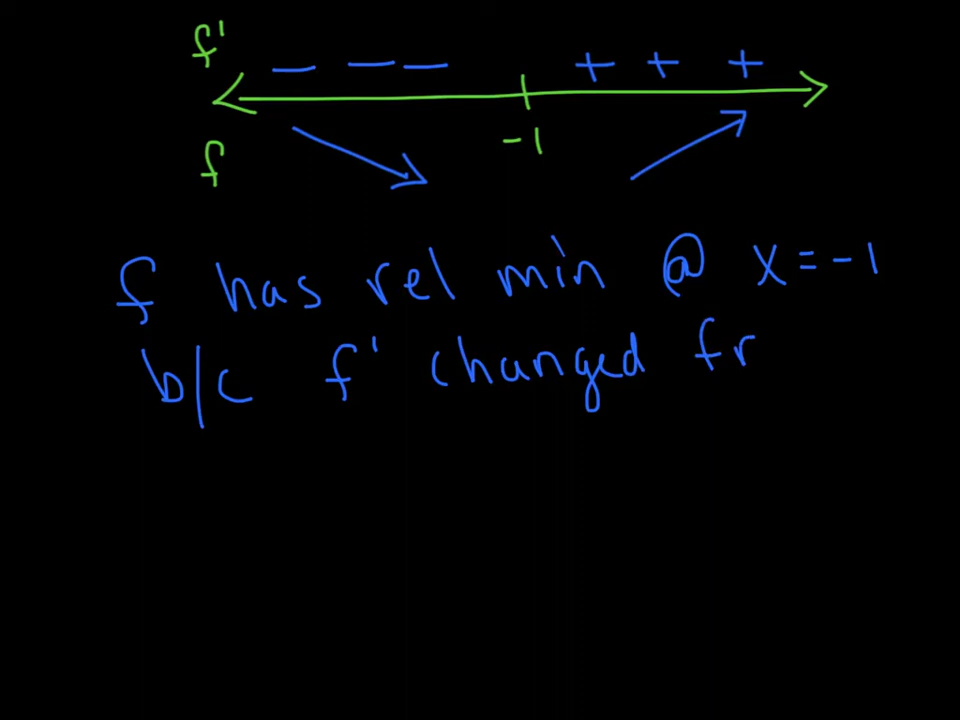 f' — — — + + +
-1
f
f has rel min @ x = -1
b/c f' changed fr